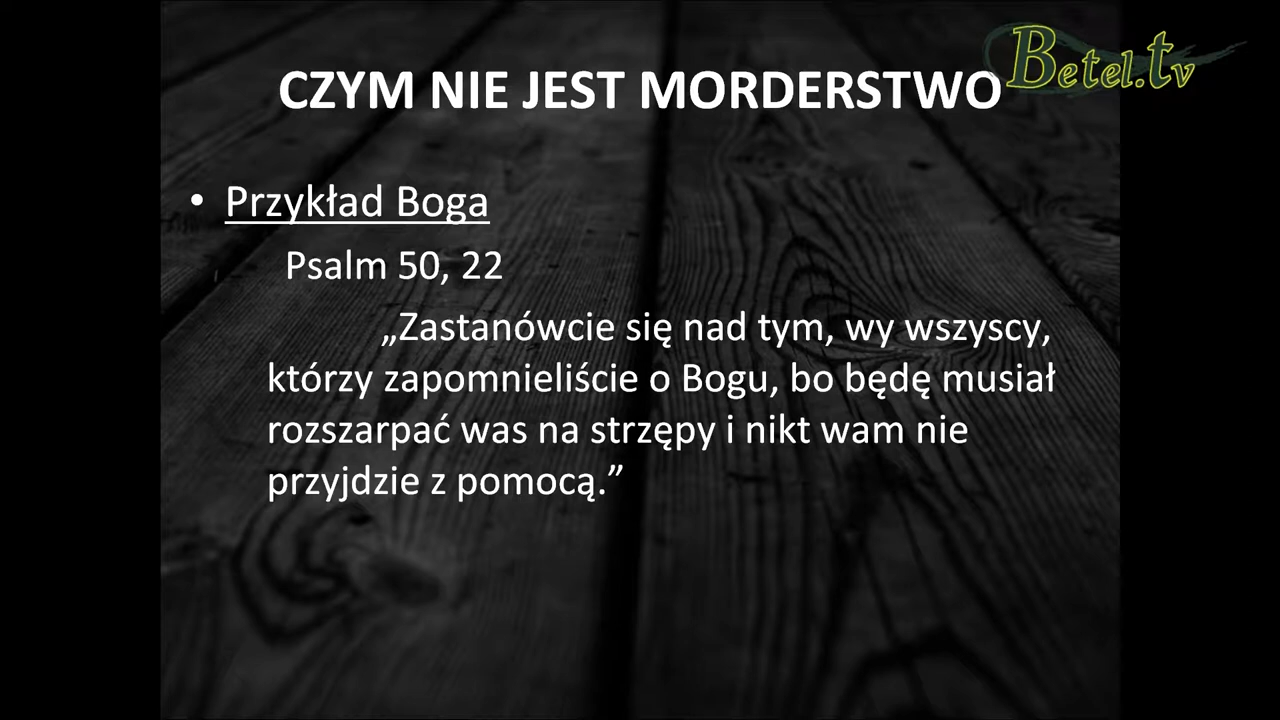 Betel.tv
CZYM NIE JEST MORDERSTWO
• Przykład Boga
Psalm 50, 22
„Zastanówcie się nad tym, wy wszyscy,
którzy zapomnieliście o Bogu, bo będę musiał
rozszarpać was na strzępy i nikt wam nie
przyjdzie z pomocą.”